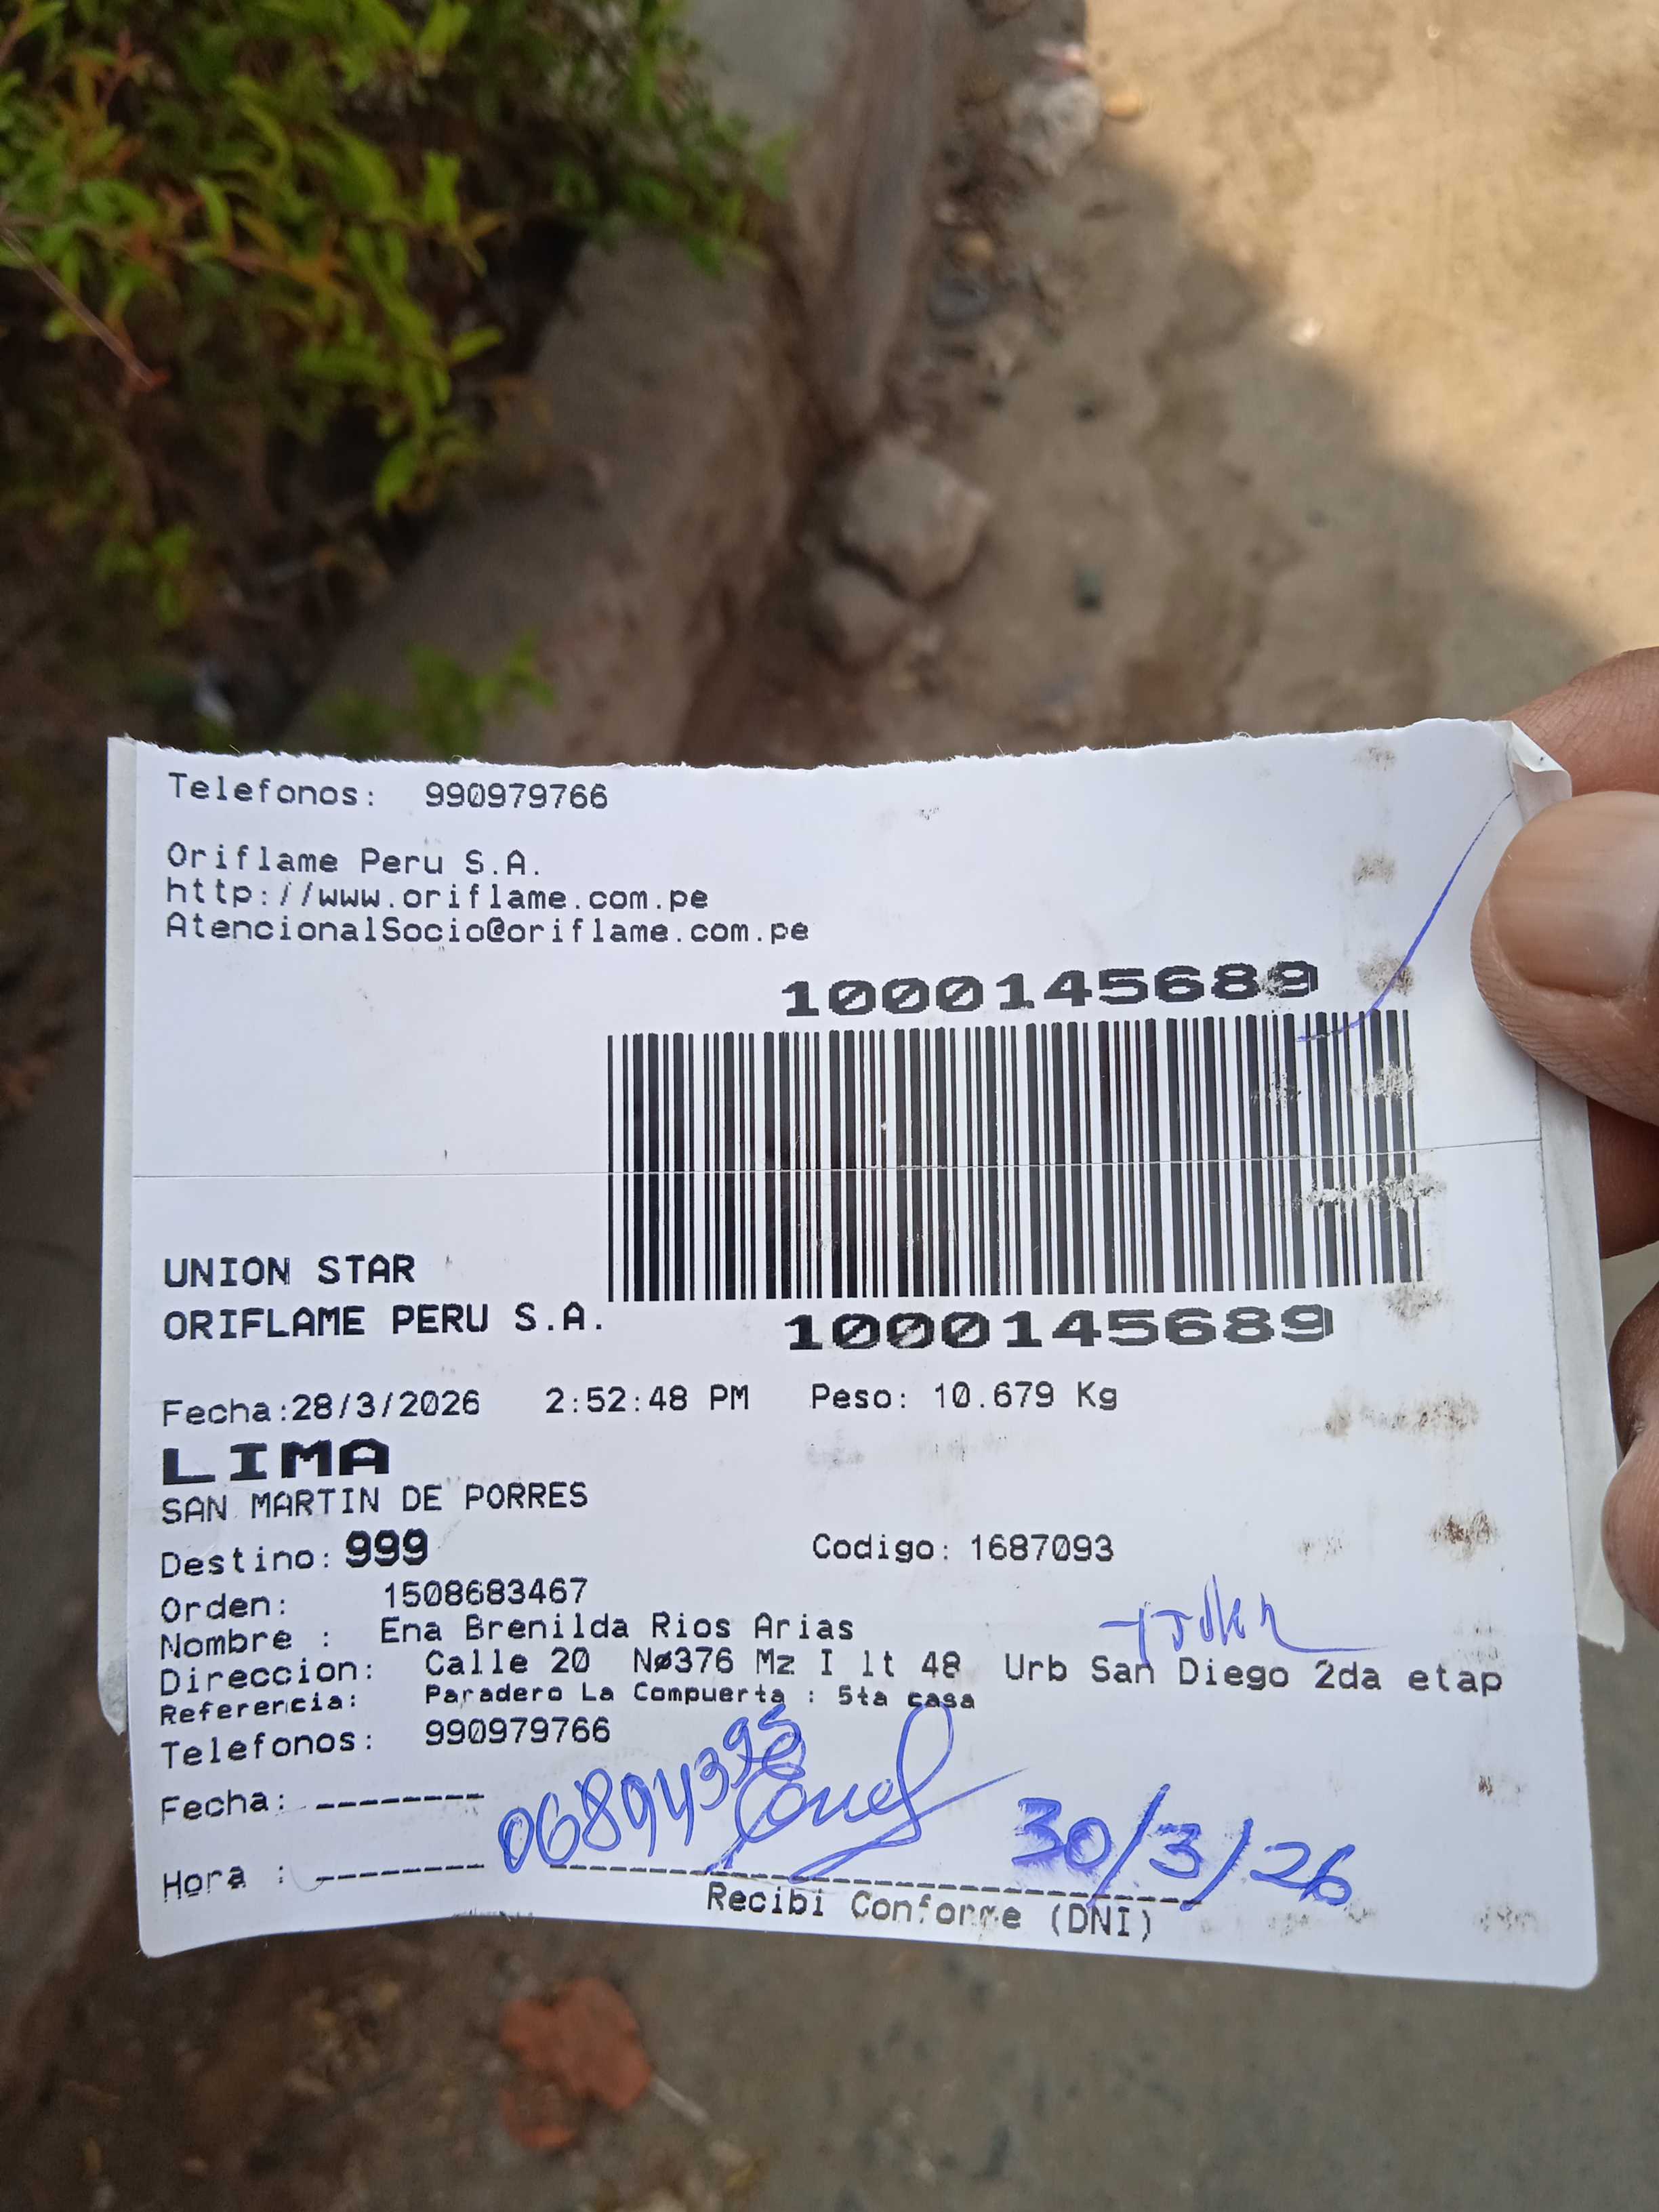 Telefonos: 990979766
Oriflame Peru S.A.
http://www.oriflame.com.pe
AtencionalSocio@oriflame.com.pe
1000145689
UNION STAR
ORIFLAME PERU S.A.
1000145689
Fecha:28/3/2026 2:52:48 PM Peso: 10.679 Kg
LIMA
SAN MARTIN DE PORRES
Destino: 999 Codigo: 1687093
Orden: 1508683467
Nombre : Ena Brenilda Rios Arias
Direccion: Calle 20 Nø376 Mz I lt 48 Urb San Diego 2da etap
Referencia: Paradero La Compuerta : 5ta casa
Telefonos: 990979766
Fecha: --------
06894395
30/3/26
Hora : --------
Recibi Conforme (DNI)